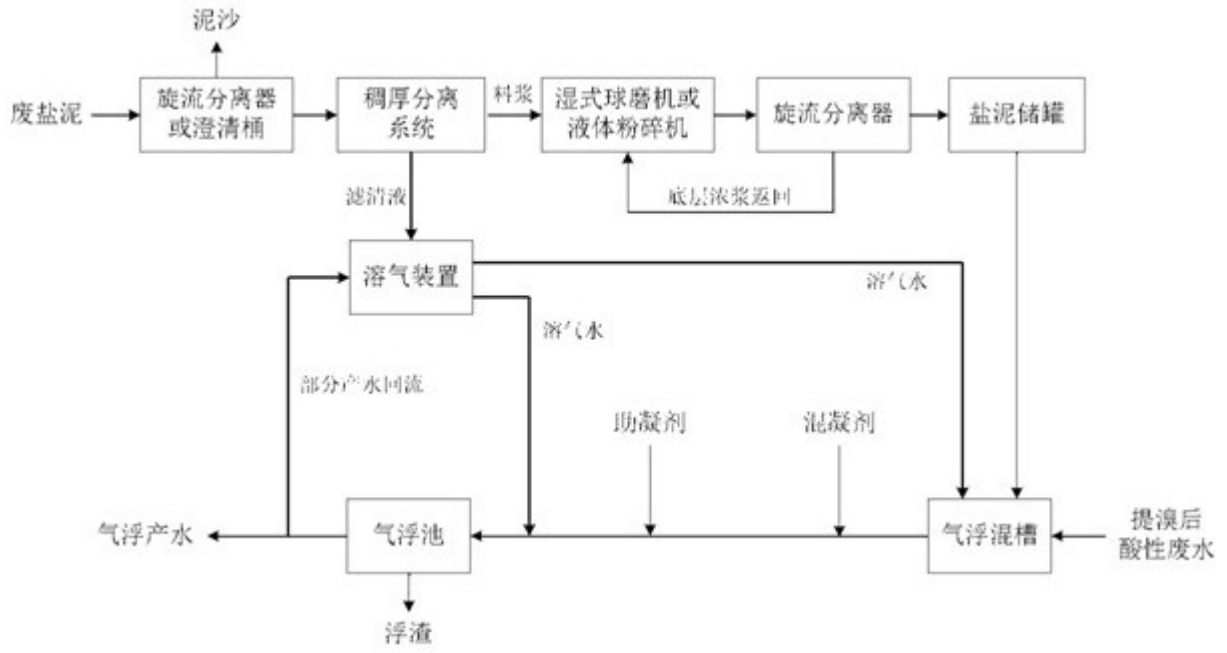 泥沙
废盐泥
旋流分离器
或澄清桶
稠厚分离
系统
料浆
湿式球磨机或
液体粉碎机
旋流分离器
盐泥储罐
滤清液
底层浓浆返回
溶气装置
溶气水
溶气水
部分产水回流
助凝剂
混凝剂
气浮产水
气浮池
气浮混槽
提溴后
酸性废水
浮渣